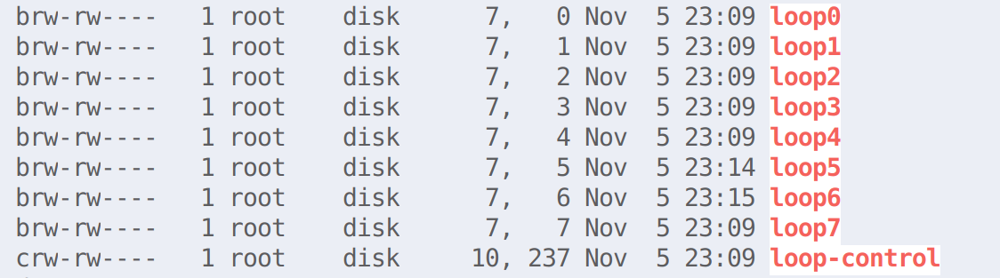 brw-rw----   1 root    disk      7,   0 Nov  5 23:09 loop0
brw-rw----   1 root    disk      7,   1 Nov  5 23:09 loop1
brw-rw----   1 root    disk      7,   2 Nov  5 23:09 loop2
brw-rw----   1 root    disk      7,   3 Nov  5 23:09 loop3
brw-rw----   1 root    disk      7,   4 Nov  5 23:09 loop4
brw-rw----   1 root    disk      7,   5 Nov  5 23:14 loop5
brw-rw----   1 root    disk      7,   6 Nov  5 23:15 loop6
brw-rw----   1 root    disk      7,   7 Nov  5 23:09 loop7
crw-rw----   1 root    disk     10, 237 Nov  5 23:09 loop-control